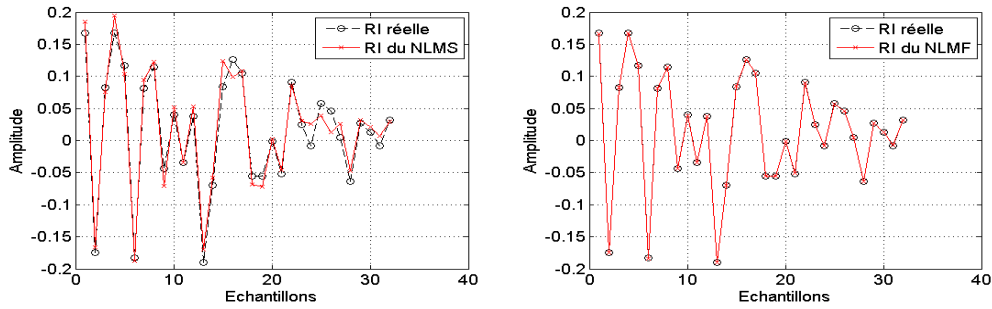 0.2
0.15
0.1
0.05
0
-0.05
-0.1
-0.15
-0.2
Amplitude
RI réelle
RI du NLMS
0 10 20 30 40
Echantillons
0.2
0.15
0.1
0.05
0
-0.05
-0.1
-0.15
-0.2
Amplitude
RI réelle
RI du NLMF
0 10 20 30 40
Echantillons